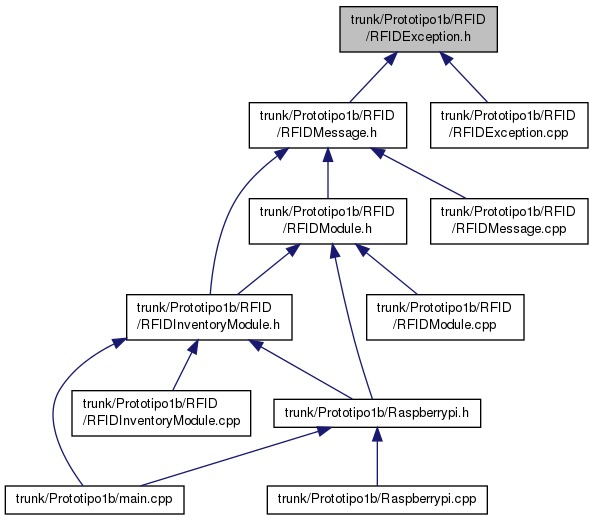 trunk/Prototipo1b/RFID
/RFIDException.h
trunk/Prototipo1b/RFID
/RFIDMessage.h
trunk/Prototipo1b/RFID
/RFIDException.cpp
trunk/Prototipo1b/RFID
/RFIDModule.h
trunk/Prototipo1b/RFID
/RFIDMessage.cpp
trunk/Prototipo1b/RFID
/RFIDInventoryModule.h
trunk/Prototipo1b/RFID
/RFIDModule.cpp
trunk/Prototipo1b/RFID
/RFIDInventoryModule.cpp
trunk/Prototipo1b/Raspberrypi.h
trunk/Prototipo1b/main.cpp
trunk/Prototipo1b/Raspberrypi.cpp